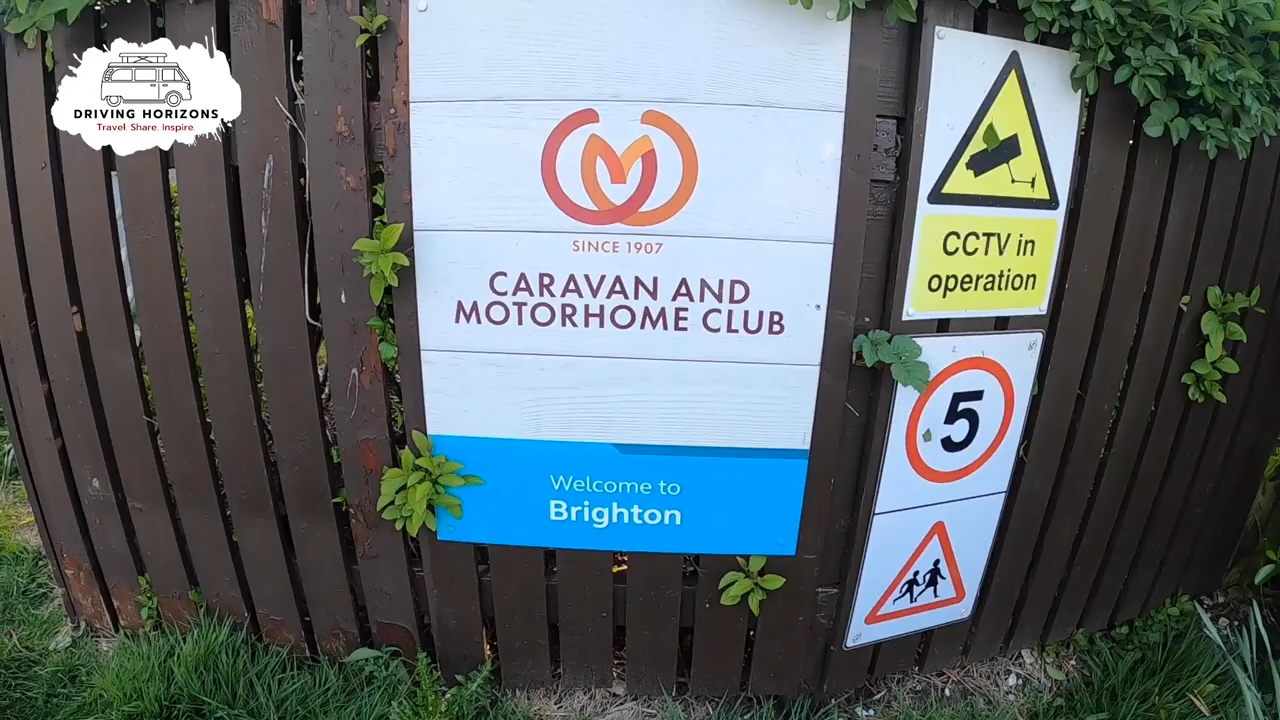 DRIVING HORIZONS
Travel. Share. Inspire.
SINCE 1907
CARAVAN AND
MOTORHOME CLUB
Welcome to
Brighton
CCTV in
operation
5